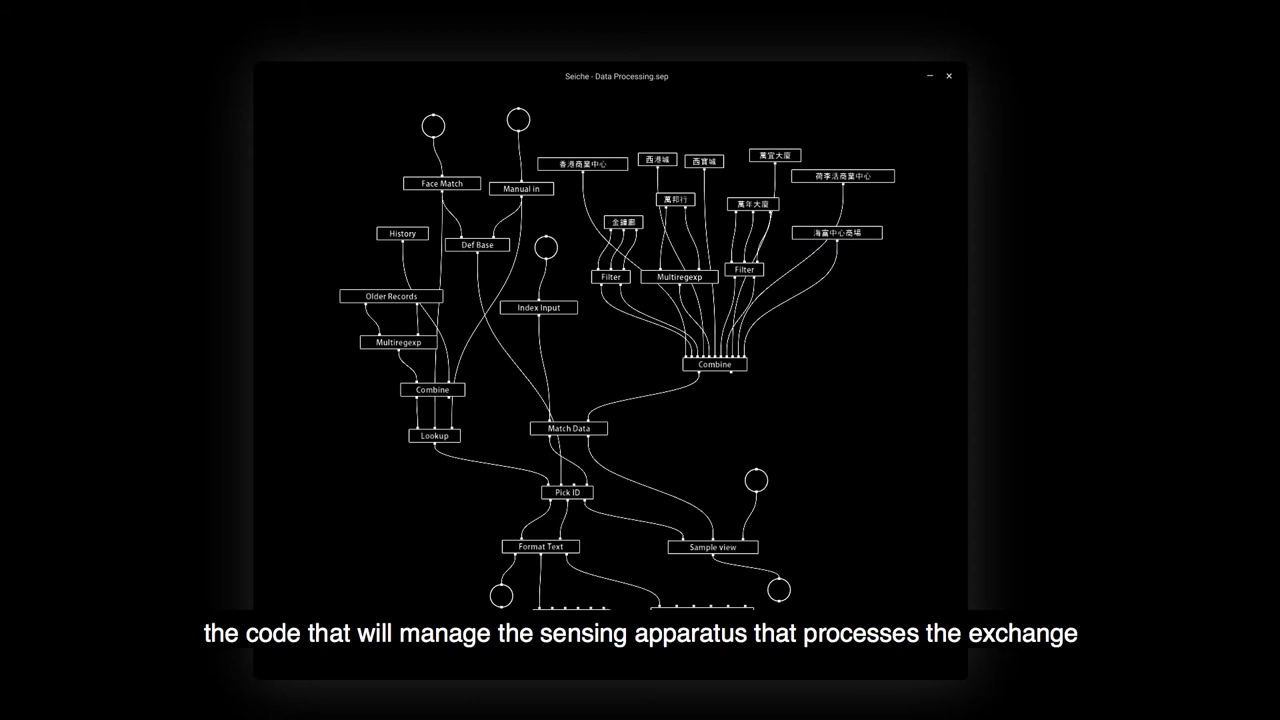 Seiche - Data Processing.sep
香港商業中心
西港城
西寶城
萬宜大廈
荷李活商業中心
Face Match
Manual in
萬邦行
萬年大廈
金鐘廊
History
Def Base
海富中心商場
Filter
Multiregexp
Filter
Older Records
Index Input
Multiregexp
Combine
Combine
Lookup
Match Data
Pick ID
Format Text
Sample view
the code that will manage the sensing apparatus that processes the exchange